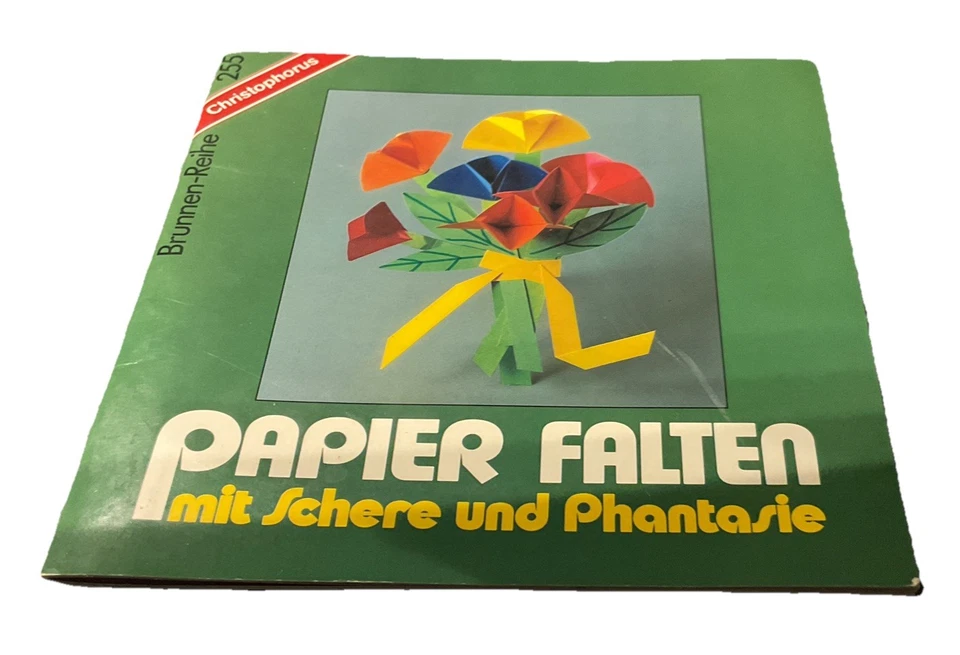 Brunnen-Reihe 255
Christophorus
PAPIER FALTEN
mit Schere und Phantasie